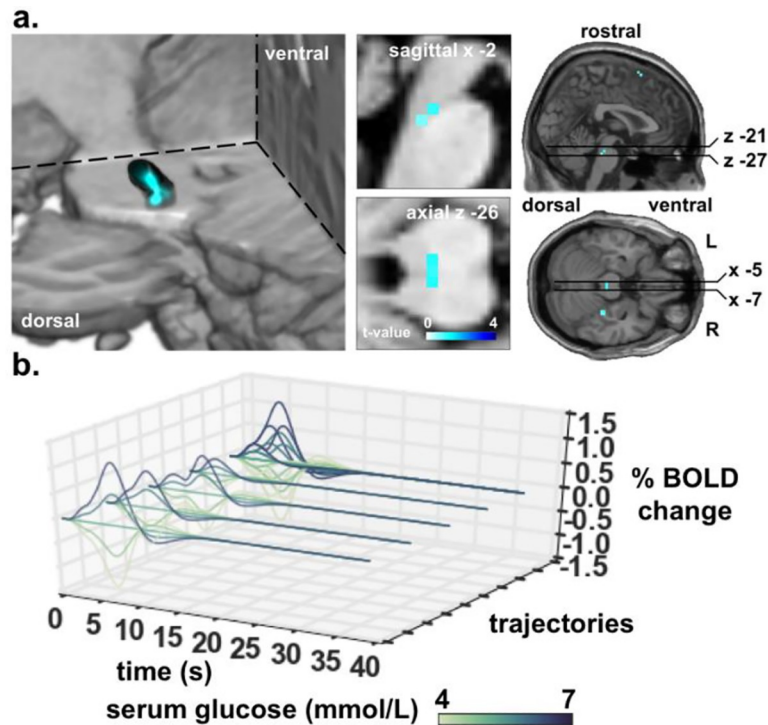 a.
ventral
dorsal
sagittal x -2
axial z -26
t-value 0 4
rostral
z -21
z -27
dorsal ventral
L
x -5
x -7
R
b.
1.5
1.0
0.5
0.0
-0.5
-1.0
-1.5
% BOLD
change
trajectories
0 5 10 15 20 25 30 35 40
time (s)
serum glucose (mmol/L) 4 7